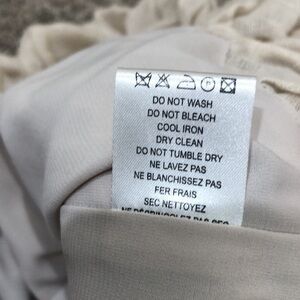 DO NOT WASH
DO NOT BLEACH
COOL IRON
DRY CLEAN
DO NOT TUMBLE DRY
NE LAVEZ PAS
NE BLANCHISSEZ PAS
FER FRAIS
SEC NETTOYEZ